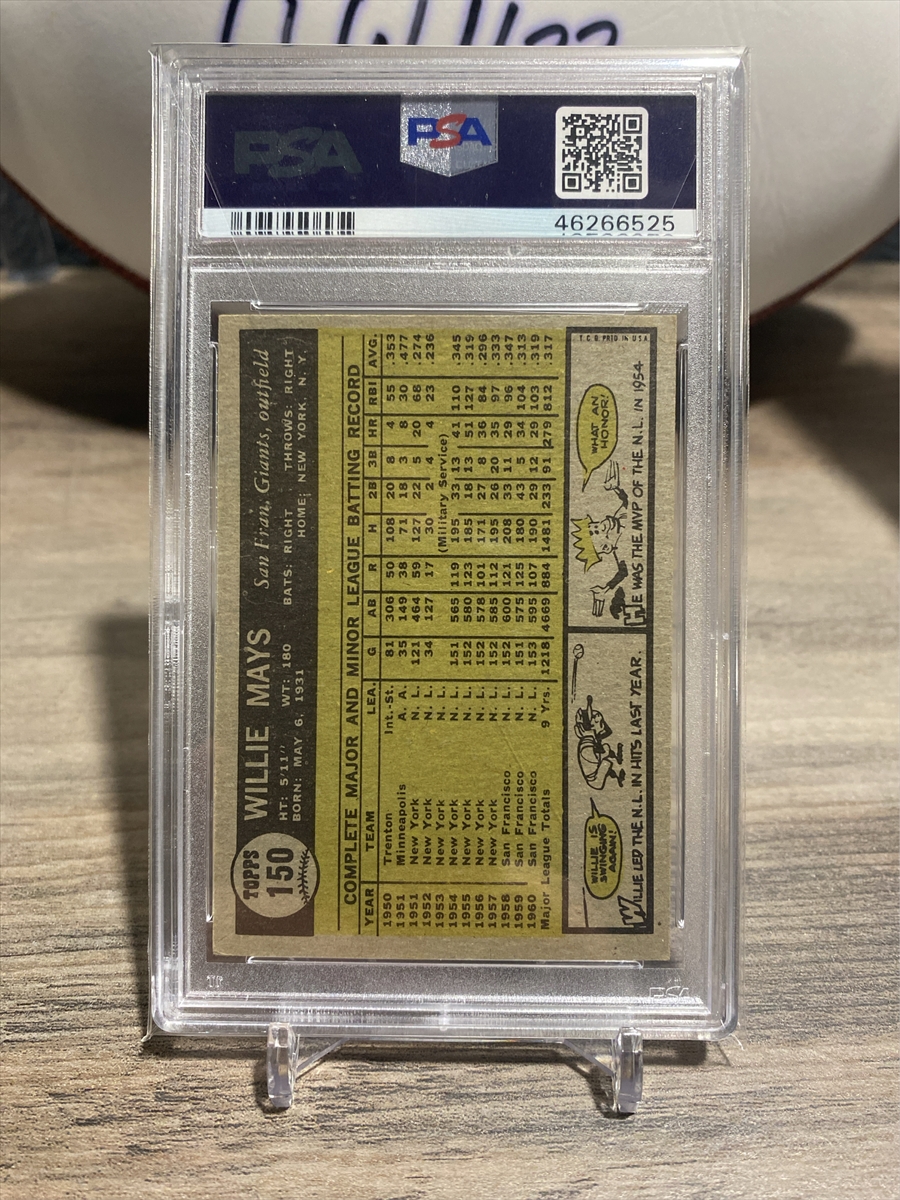 PSA
PSA
46266525
TOPPS
150
WILLIE MAYS
San Fran. Giants, outfield
HT: 5'11" WT: 180 BATS: RIGHT THROWS: RIGHT
BORN: MAY 6, 1931 HOME: NEW YORK, N. Y.
COMPLETE MAJOR AND MINOR LEAGUE BATTING RECORD
YEAR TEAM LEA. G AB R H 2B 3B HR RBI AVG.
1950 Trenton Int.-St. 81 306 50 108 20 8 4 55 .353
1951 Minneapolis A. A. 35 149 38 71 18 3 8 30 .477
1951 New York N. L. 121 464 59 127 22 5 20 68 .274
1952 New York N. L. 34 127 17 30 2 4 4 23 .236
1953 New York N. L. (Military Service)
1954 New York N. L. 151 565 119 195 33 13 41 110 .345
1955 New York N. L. 152 580 123 185 18 13 51 127 .319
1956 New York N. L. 152 578 101 171 27 8 36 84 .296
1957 New York N. L. 152 585 112 195 26 20 35 97 .333
1958 San Francisco N. L. 152 600 121 208 33 11 29 96 .347
1959 San Francisco N. L. 151 575 125 180 43 5 34 104 .313
1960 San Francisco N. L. 153 595 107 190 29 12 29 103 .319
Major League Totals 9 Yrs. 1218 4669 884 1481 233 91 279 812 .317
WILLIE IS
SWINGING
AGAIN!
WILLIE LED THE N.L. IN HITS LAST YEAR.
WHAT AN
HONOR!
HE WAS THE MVP OF THE N.L. IN 1954
T. C. G. PRTD. IN U.S.A.
PSA